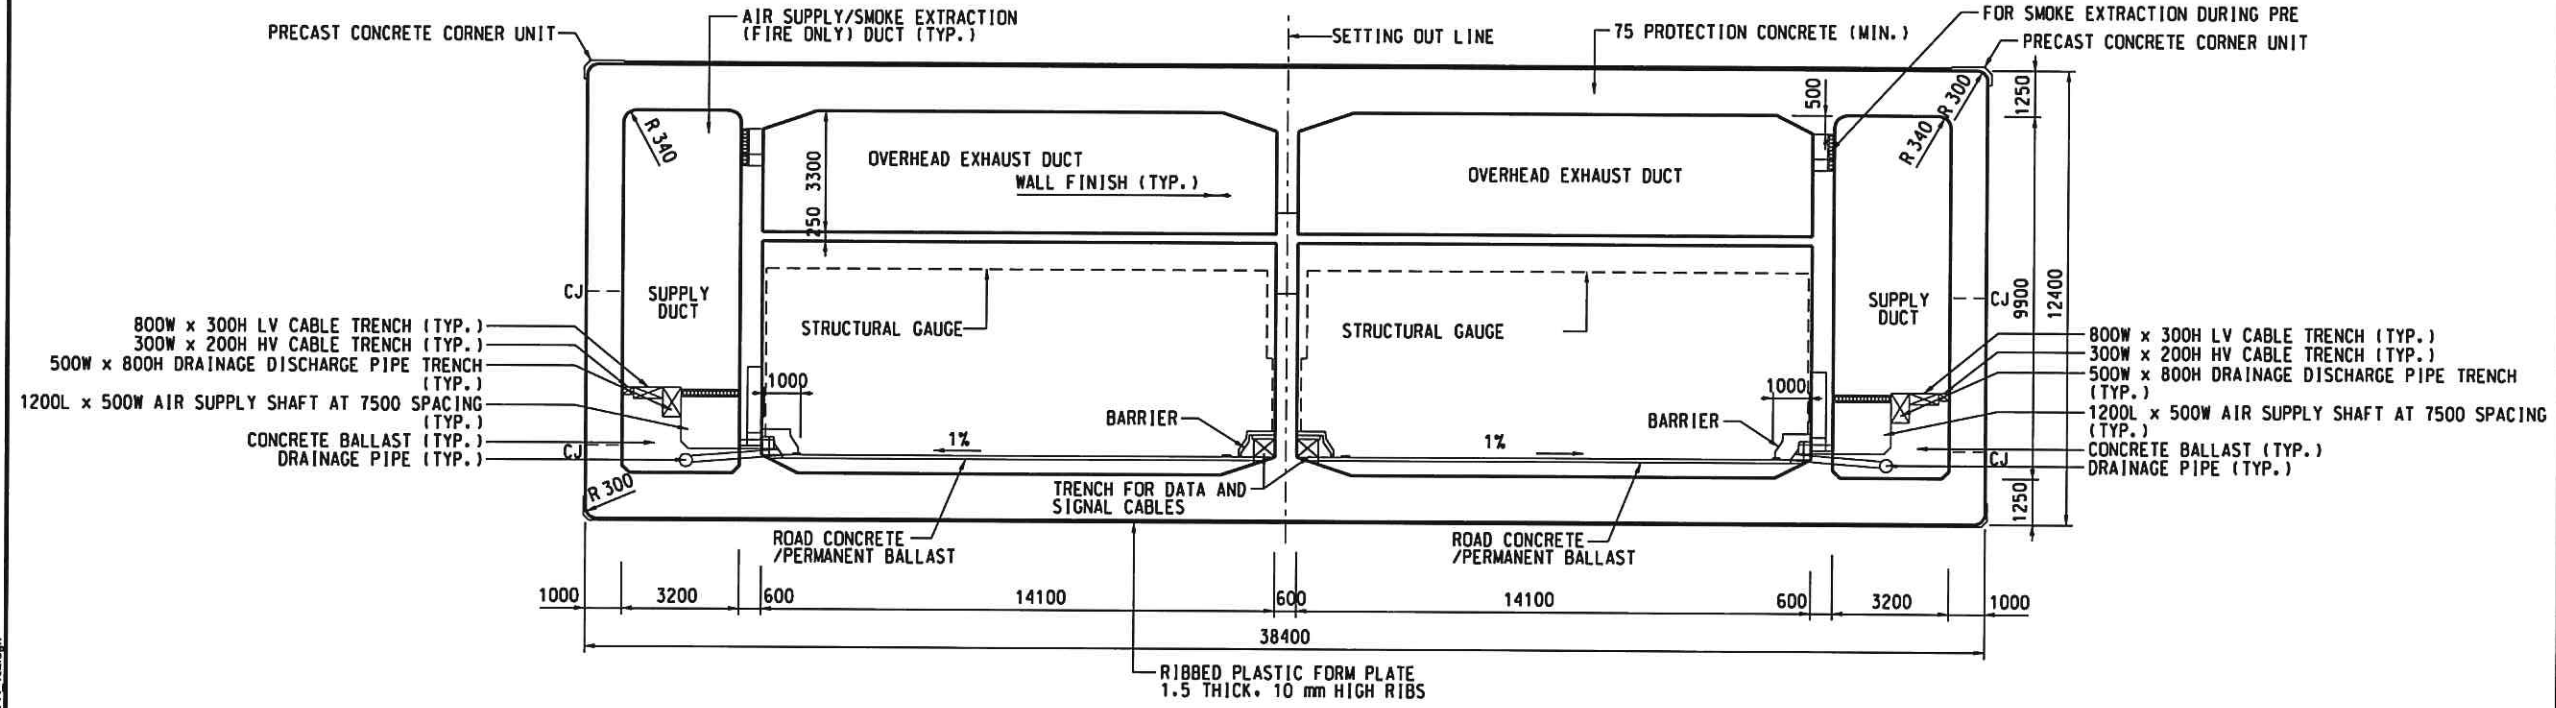 PRECAST CONCRETE CORNER UNIT
AIR SUPPLY/SMOKE EXTRACTION
(FIRE ONLY) DUCT (TYP.)
SETTING OUT LINE
75 PROTECTION CONCRETE (MIN.)
FOR SMOKE EXTRACTION DURING PRE
PRECAST CONCRETE CORNER UNIT
R 340
3300
250
OVERHEAD EXHAUST DUCT
WALL FINISH (TYP.)
OVERHEAD EXHAUST DUCT
500
R 300
R 340
1250
9900
12400
1250
CJ
SUPPLY
DUCT
STRUCTURAL GAUGE
STRUCTURAL GAUGE
SUPPLY
DUCT
CJ
800W x 300H LV CABLE TRENCH (TYP.)
300W x 200H HV CABLE TRENCH (TYP.)
500W x 800H DRAINAGE DISCHARGE PIPE TRENCH
(TYP.)
1200L x 500W AIR SUPPLY SHAFT AT 7500 SPACING
(TYP.)
CONCRETE BALLAST (TYP.)
DRAINAGE PIPE (TYP.)
CJ
1000
BARRIER
1%
1000
BARRIER
1%
800W x 300H LV CABLE TRENCH (TYP.)
300W x 200H HV CABLE TRENCH (TYP.)
500W x 800H DRAINAGE DISCHARGE PIPE TRENCH
(TYP.)
1200L x 500W AIR SUPPLY SHAFT AT 7500 SPACING
(TYP.)
CONCRETE BALLAST (TYP.)
DRAINAGE PIPE (TYP.)
CJ
R 300
TRENCH FOR DATA AND
SIGNAL CABLES
ROAD CONCRETE
/PERMANENT BALLAST
ROAD CONCRETE
/PERMANENT BALLAST
1000
3200
600
14100
600
14100
600
3200
1000
38400
RIBBED PLASTIC FORM PLATE
1.5 THICK. 10 mm HIGH RIBS